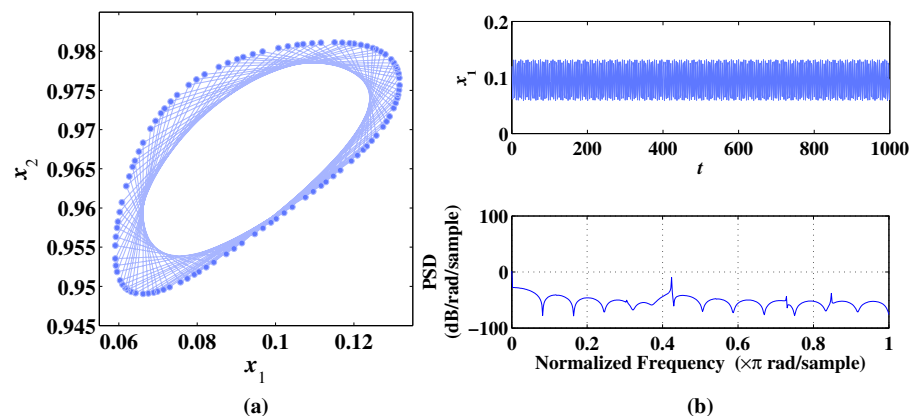 0.98
0.975
0.97
0.965
0.96
0.955
0.95
0.945
x2
0.06 0.08 0.10 0.11 0.12
x1
(a)
0.2
0.1
0
x1
0 200 400 600 800 1000
t
100
0
−100
PSD
(dB/rad/sample)
0 0.2 0.4 0.6 0.8 1
Normalized Frequency (×π rad/sample)
(b)